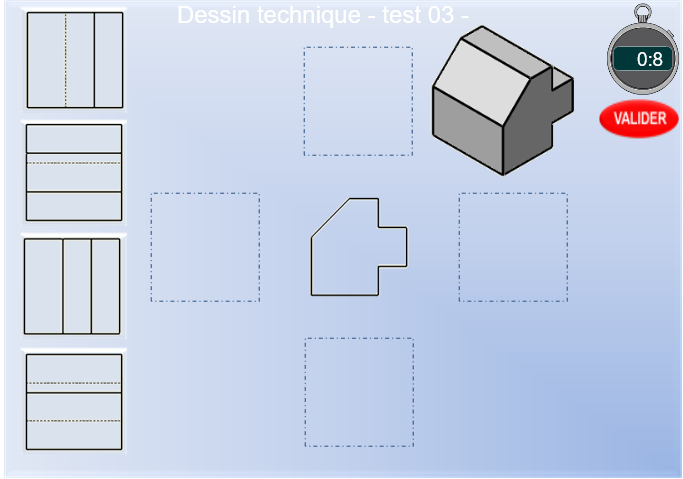 Dessin technique - test 03 -
0:8
VALIDER